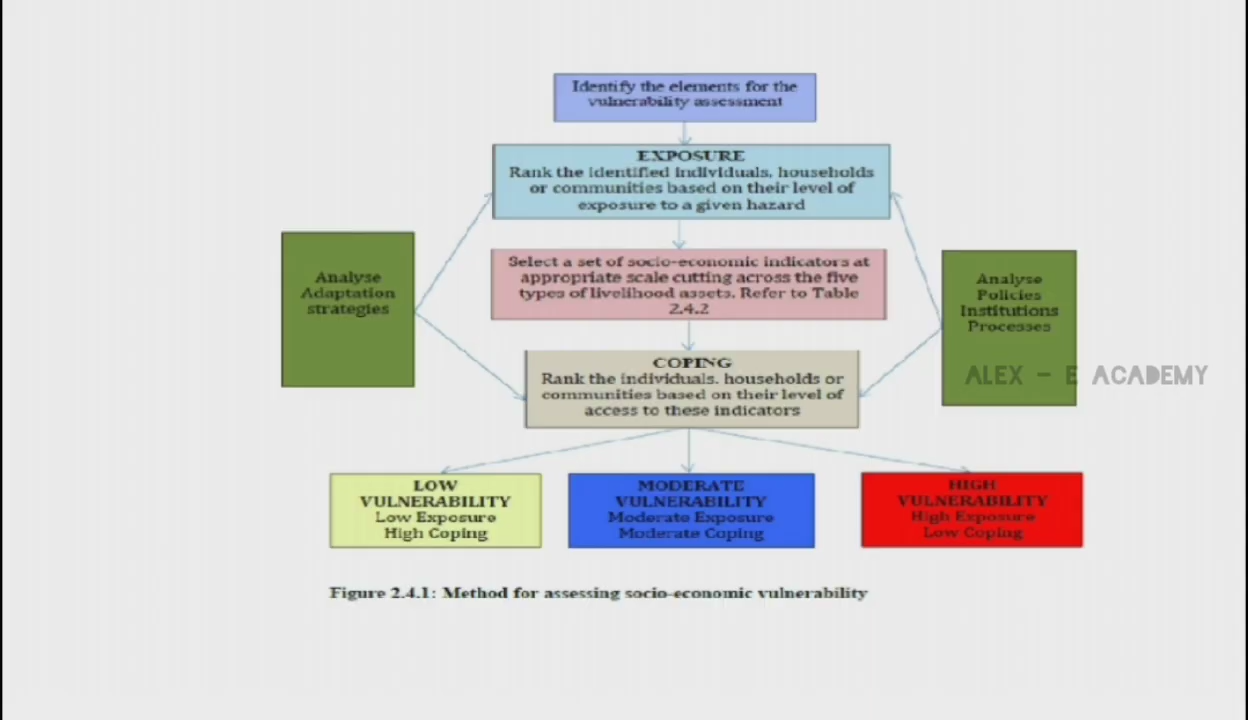 Identify the elements for the
vulnerability assessment
EXPOSURE
Rank the identified individuals, households
or communities based on their level of
exposure to a given hazard
Select a set of socio-economic indicators at
appropriate scale cutting across the five
types of livelihood assets. Refer to Table
2.4.2
Analyse
Adaptation
strategies
Analyse
Policies
Institutions
Processes
ALEX - E ACADEMY
COPING
Rank the individuals, households or
communities based on their level of
access to these indicators
LOW
VULNERABILITY
Low Exposure
High Coping
MODERATE
VULNERABILITY
Moderate Exposure
Moderate Coping
HIGH
VULNERABILITY
High Exposure
Low Coping
Figure 2.4.1: Method for assessing socio-economic vulnerability